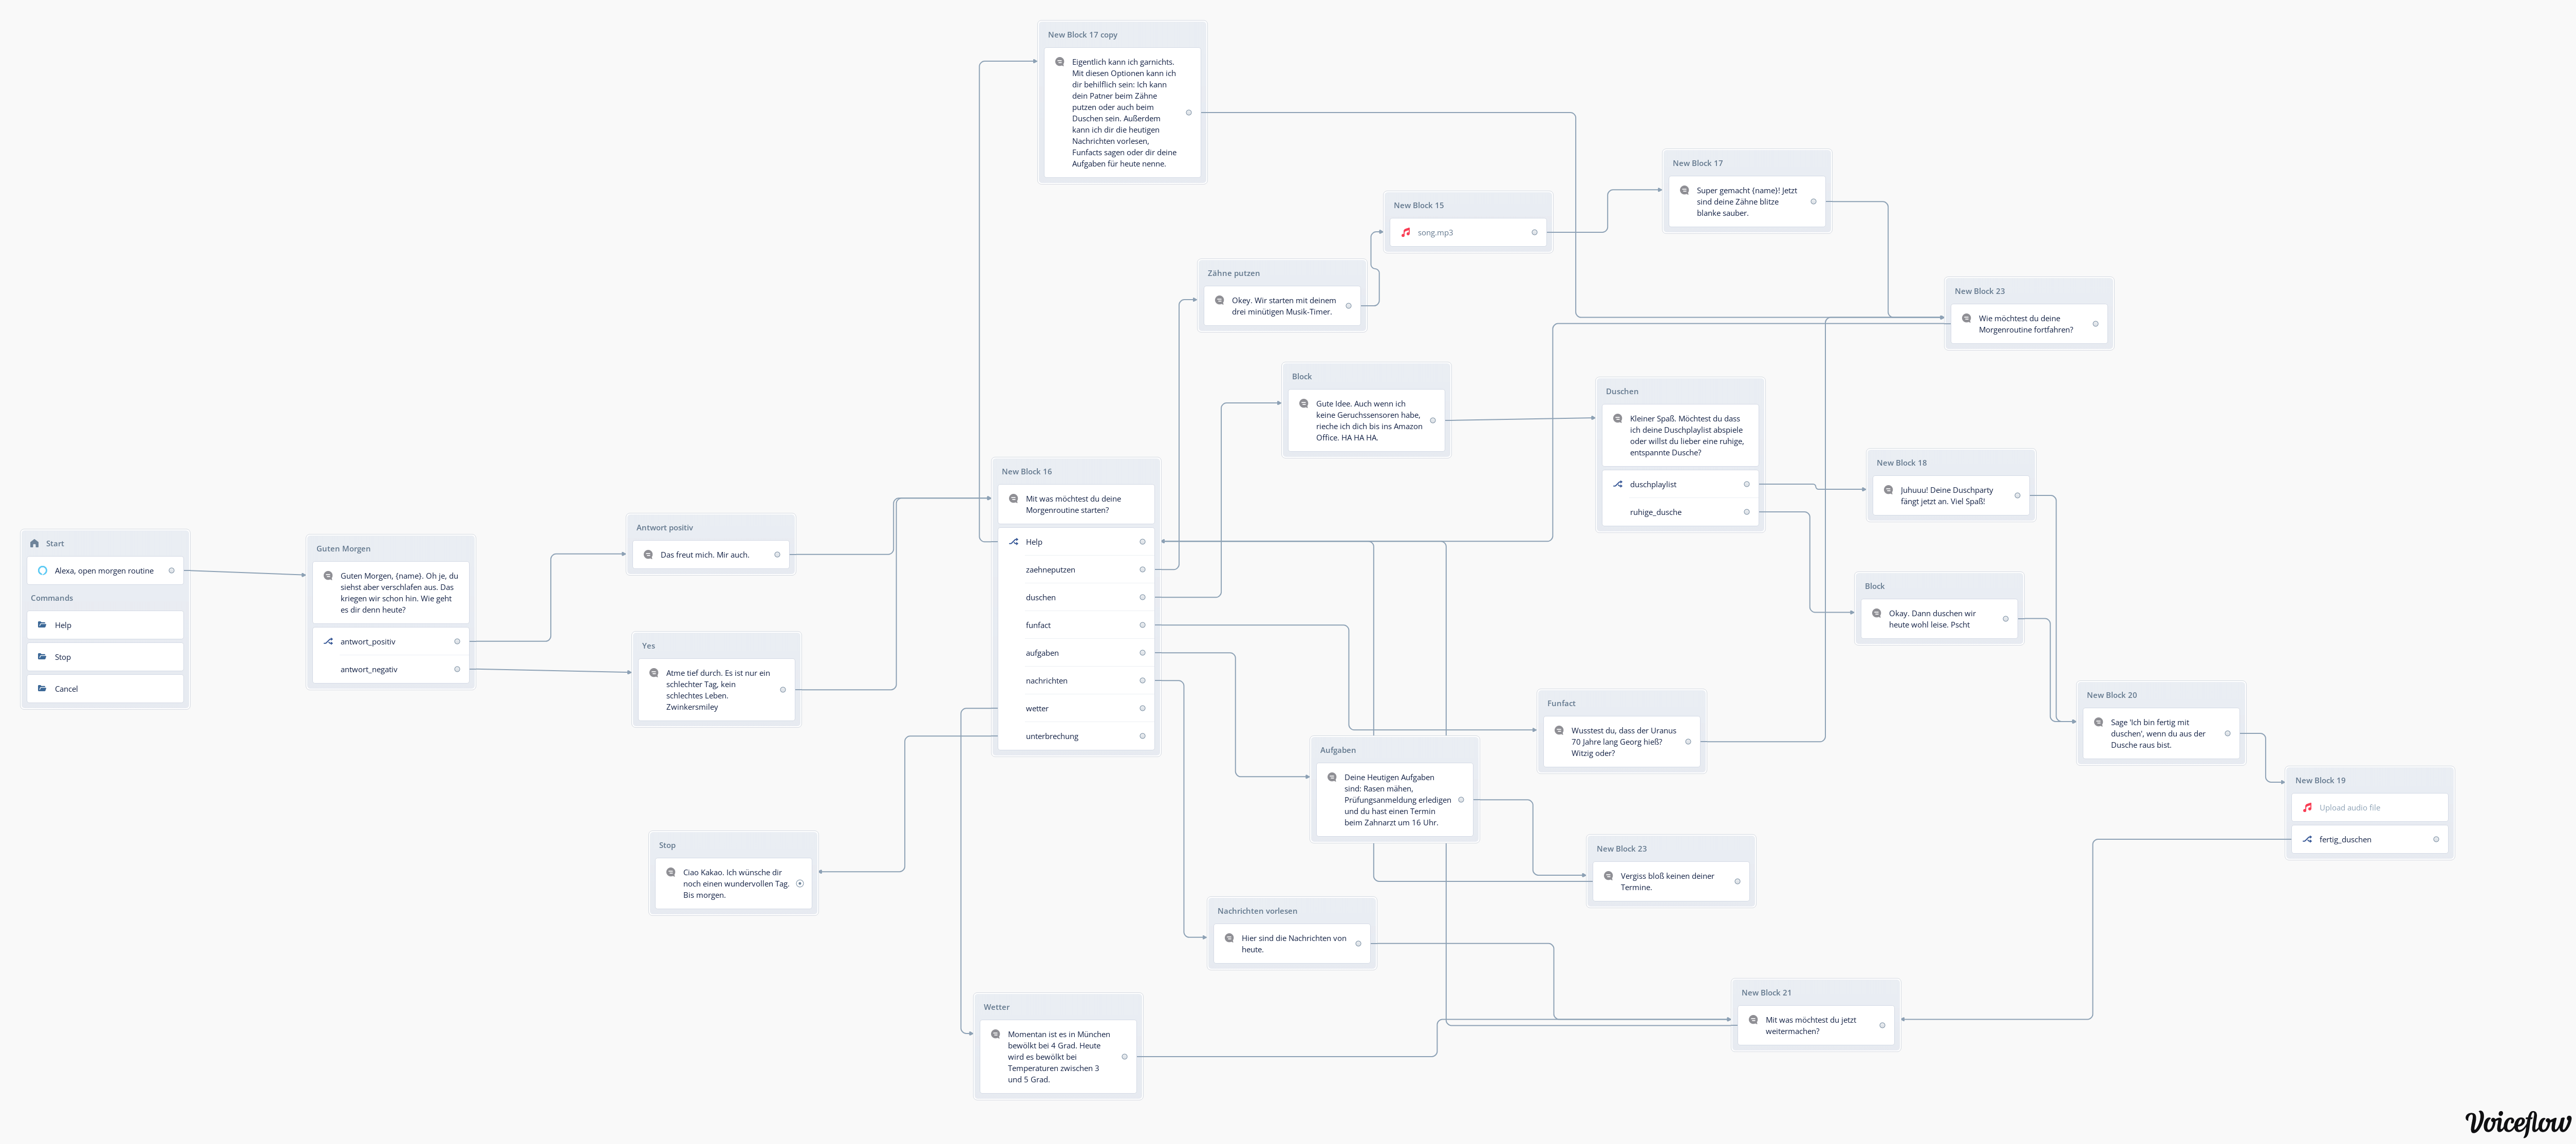 New Block 17 copy
Eigentlich kann ich garnichts.
Mit diesen Optionen kann ich
dir behilflich sein: Ich kann
dein Patner beim Zähne
putzen oder auch beim
Duschen sein. Außerdem
kann ich dir die heutigen
Nachrichten vorlesen,
Funfacts sagen oder dir deine
Aufgaben für heute nenne.
New Block 17
Super gemacht {name}! Jetzt
sind deine Zähne blitze
blanke sauber.
New Block 15
song.mp3
Zähne putzen
Okey. Wir starten mit deinem
drei minütigen Musik-Timer.
New Block 23
Wie möchtest du deine
Morgenroutine fortfahren?
Block
Gute Idee. Auch wenn ich
keine Geruchssensoren habe,
rieche ich dich bis ins Amazon
Office. HA HA HA.
Duschen
Kleiner Spaß. Möchtest du dass
ich deine Duschplaylist abspiele
oder willst du lieber eine ruhige,
entspannte Dusche?
duschplaylist
ruhige_dusche
New Block 18
Juhuuu! Deine Duschparty
fängt jetzt an. Viel Spaß!
New Block 16
Mit was möchtest du deine
Morgenroutine starten?
Help
zaehneputzen
duschen
funfact
aufgaben
nachrichten
wetter
unterbrechung
Start
Alexa, open morgen routine
Commands
Help
Stop
Cancel
Guten Morgen
Guten Morgen, {name}. Oh je, du
siehst aber verschlafen aus. Das
kriegen wir schon hin. Wie geht
es dir denn heute?
antwort_positiv
antwort_negativ
Antwort positiv
Das freut mich. Mir auch.
Yes
Atme tief durch. Es ist nur ein
schlechter Tag, kein
schlechtes Leben.
Zwinkersmiley
Block
Okay. Dann duschen wir
heute wohl leise. Pscht
New Block 20
Sage 'Ich bin fertig mit
duschen', wenn du aus der
Dusche raus bist.
Funfact
Wusstest du, dass der Uranus
70 Jahre lang Georg hieß?
Witzig oder?
Aufgaben
Deine Heutigen Aufgaben
sind: Rasen mähen,
Prüfungsanmeldung erledigen
und du hast einen Termin
beim Zahnarzt um 16 Uhr.
New Block 19
Upload audio file
fertig_duschen
Stop
Ciao Kakao. Ich wünsche dir
noch einen wundervollen Tag.
Bis morgen.
New Block 23
Vergiss bloß keinen deiner
Termine.
Nachrichten vorlesen
Hier sind die Nachrichten von
heute.
New Block 21
Mit was möchtest du jetzt
weitermachen?
Wetter
Momentan ist es in München
bewölkt bei 4 Grad. Heute
wird es bewölkt bei
Temperaturen zwischen 3
und 5 Grad.
Voiceflow